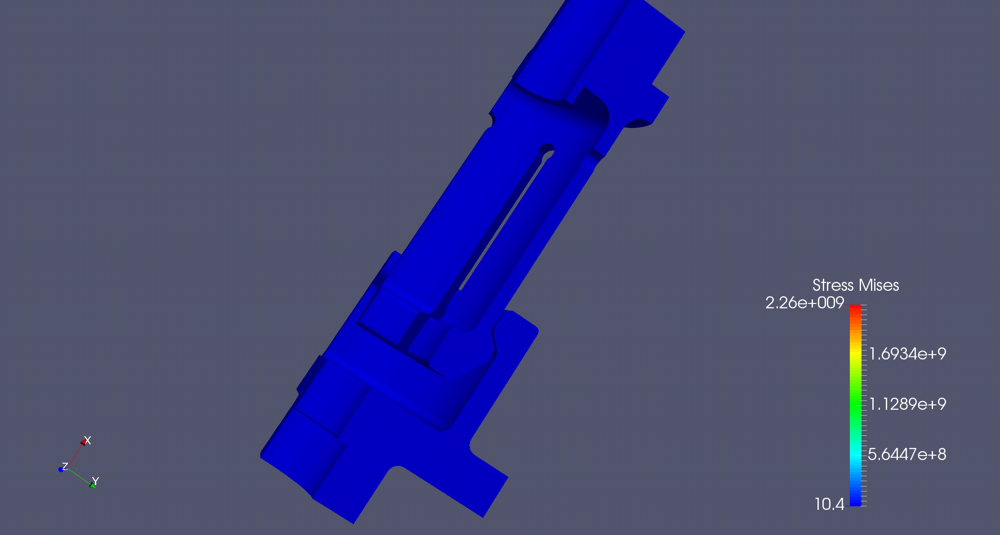 Stress Mises
2.26e+009
1.6934e+9
1.1289e+9
5.6447e+8
10.4
X
Z
Y